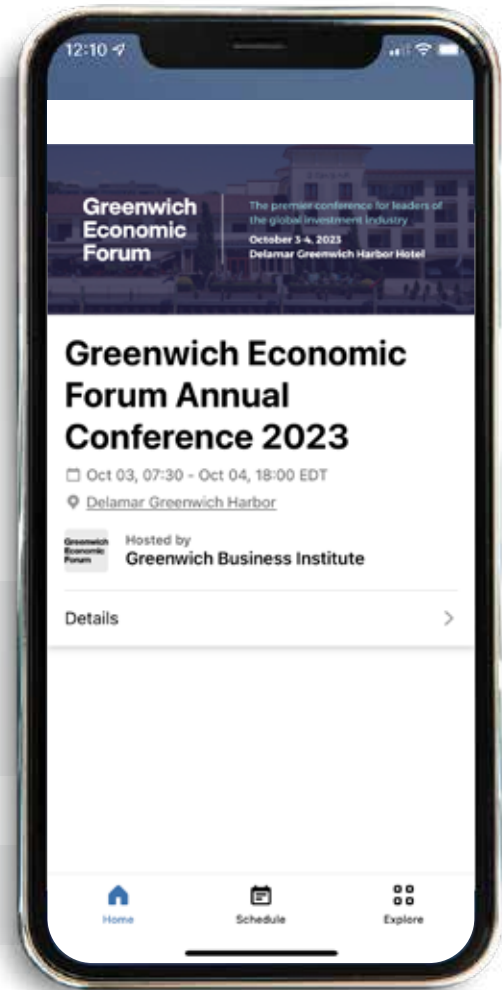 12:10
Greenwich
Economic
Forum
The premier conference for leaders of
the global investment industry
October 3-4, 2023
Delamar Greenwich Harbor Hotel
Greenwich Economic
Forum Annual
Conference 2023
Oct 03, 07:30 - Oct 04, 18:00 EDT
Delamar Greenwich Harbor
Greenwich
Economic
Forum
Hosted by
Greenwich Business Institute
Details
Home
Schedule
Explore